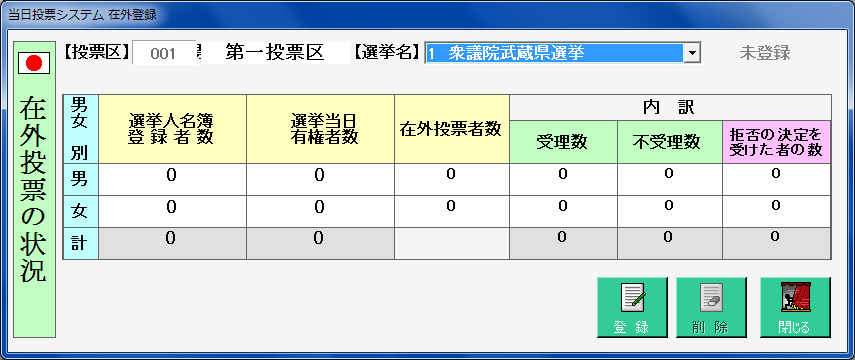 当日投票システム 在外登録
在外投票の状況
【投票区】 001 第一投票区 【選挙名】 1 衆議院武蔵県選挙 未登録
男女別 選挙人名簿登録者数 選挙当日有権者数 在外投票者数 内訳
受理数 不受理数 拒否の決定を受けた者の数
男 0 0 0 0 0 0
女 0 0 0 0 0 0
計 0 0 0 0 0
登録 削除 閉じる